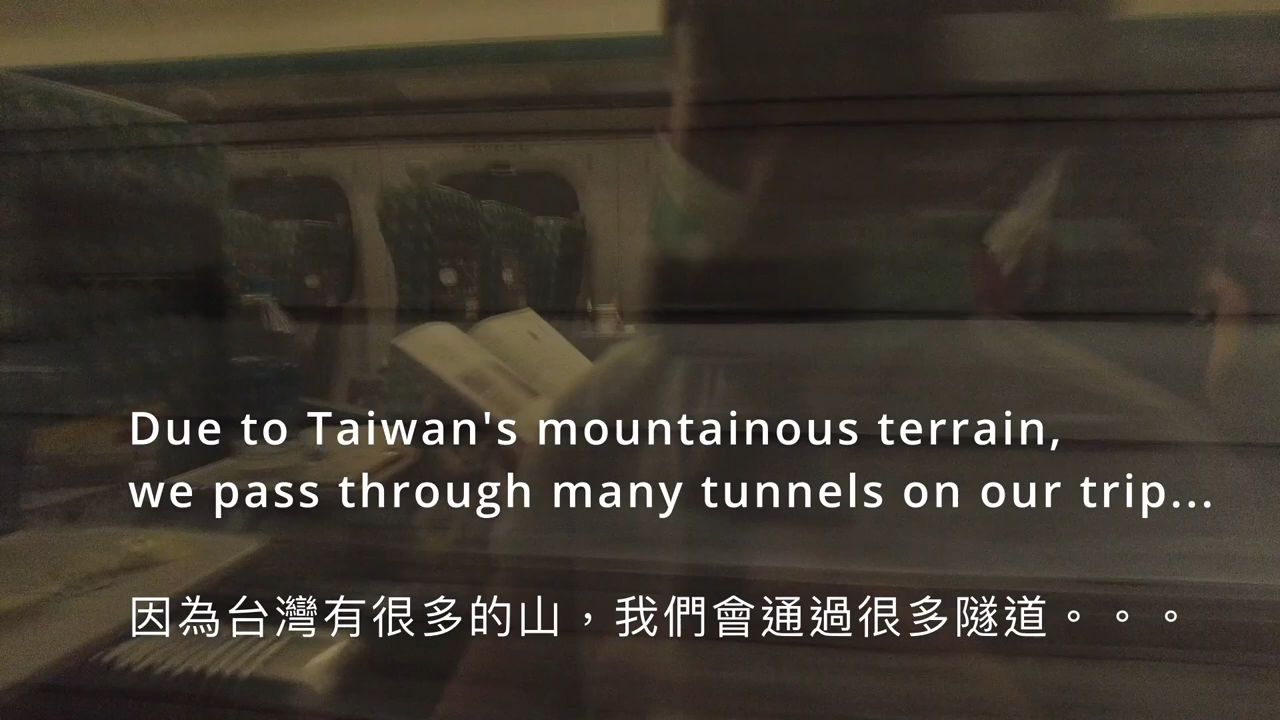 Due to Taiwan's mountainous terrain,
we pass through many tunnels on our trip...
因為台灣有很多的山，我們會通過很多隧道。。。